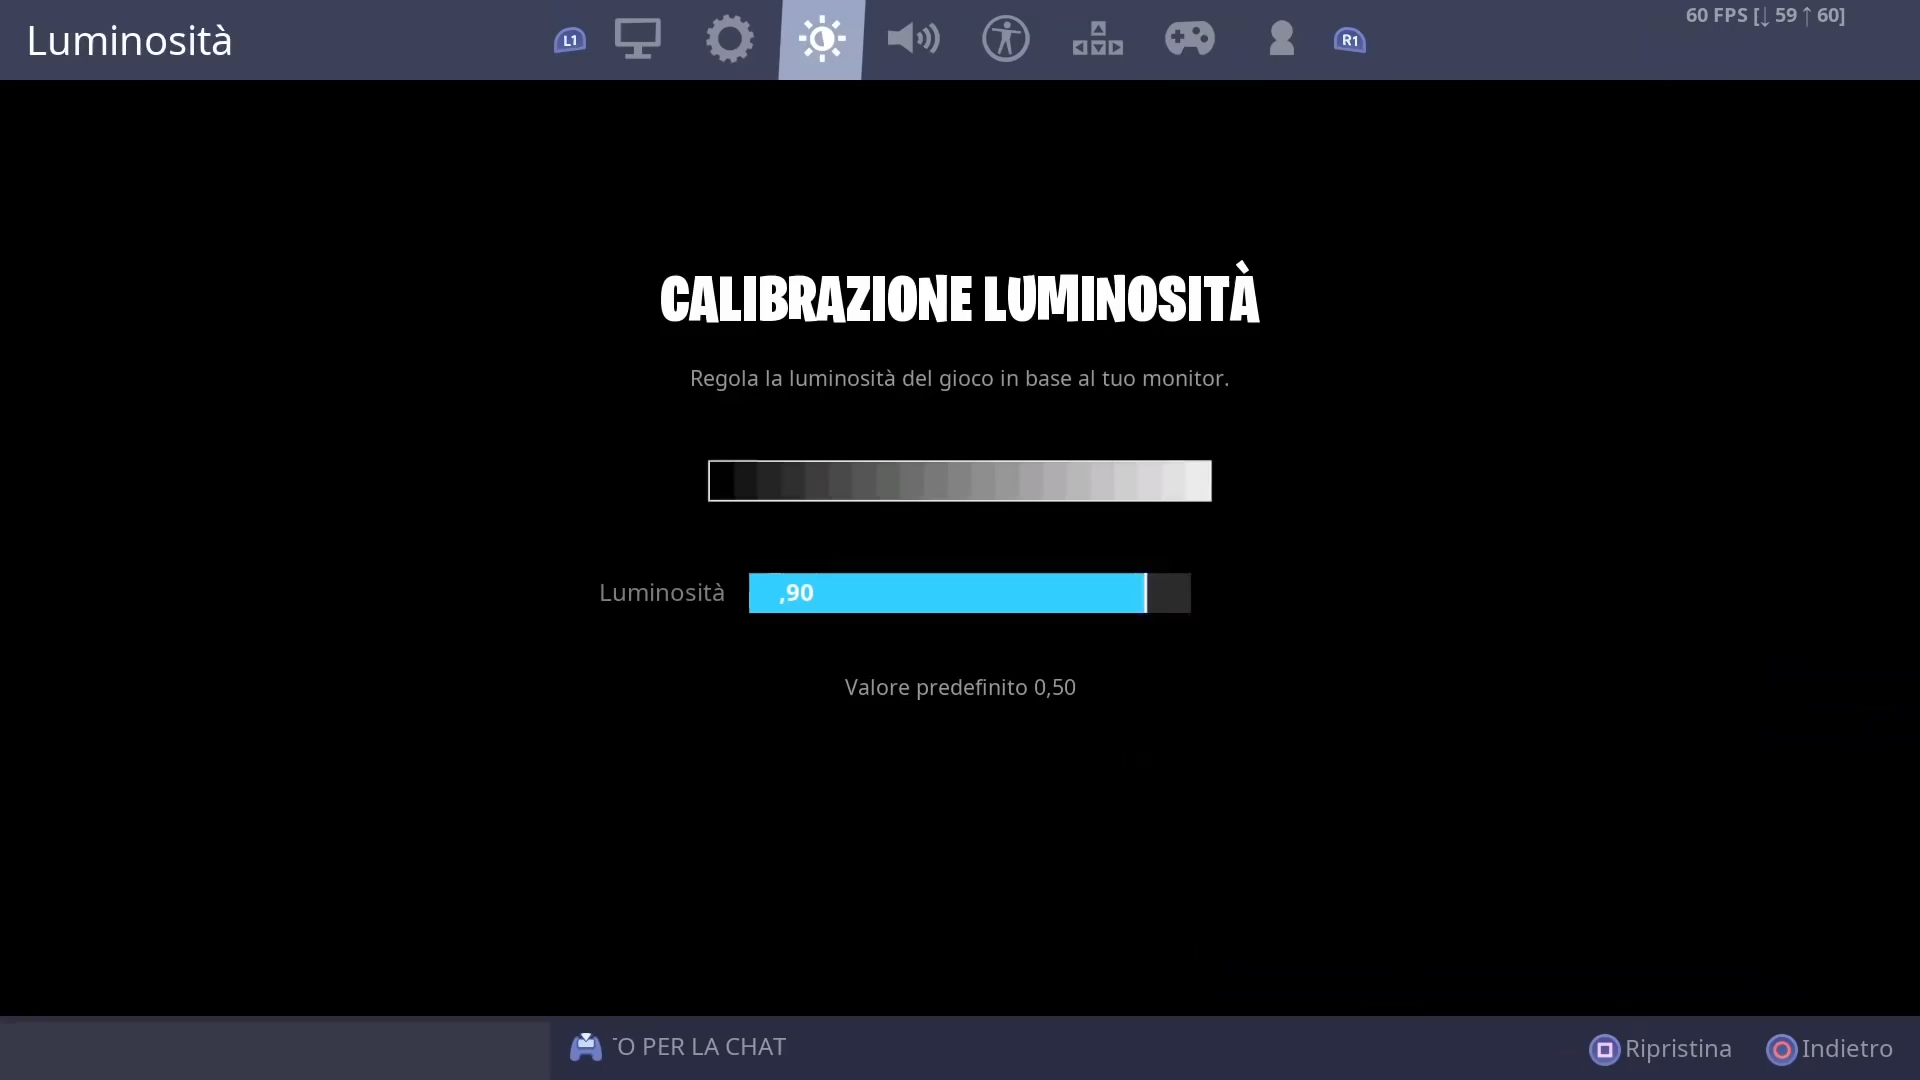 Luminosità
L1
R1
60 FPS [↓ 59 ↑ 60]
CALIBRAZIONE LUMINOSITÀ
Regola la luminosità del gioco in base al tuo monitor.
Luminosità
,90
Valore predefinito 0,50
PER LA CHAT
Ripristina
Indietro